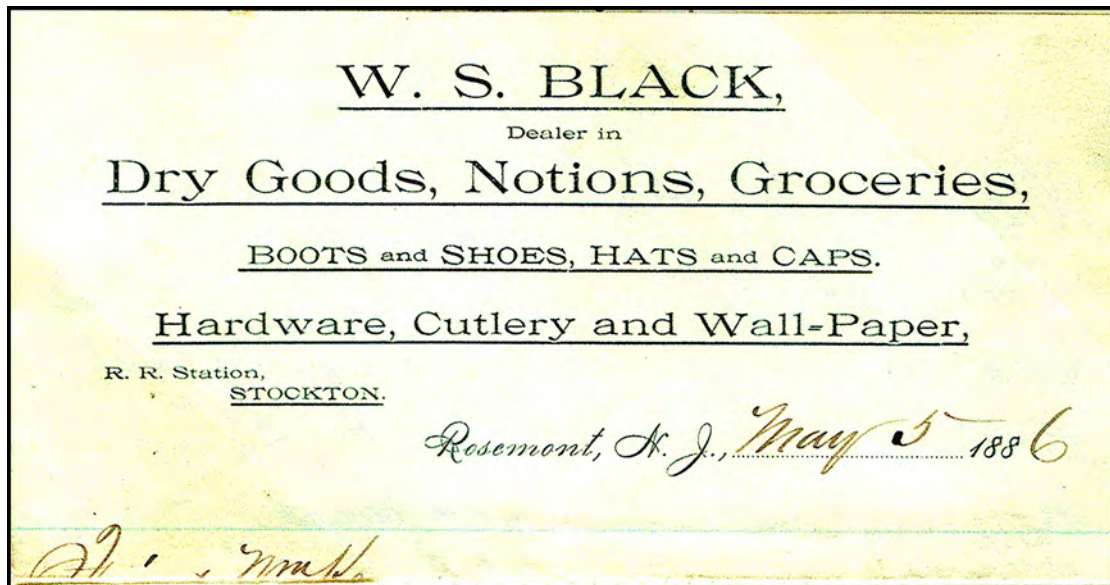 W. S. BLACK,
Dealer in
Dry Goods, Notions, Groceries,
BOOTS and SHOES, HATS and CAPS.
Hardware, Cutlery and Wall-Paper,
R. R. Station,
STOCKTON.
Rosemont, N. J., May 5 1886